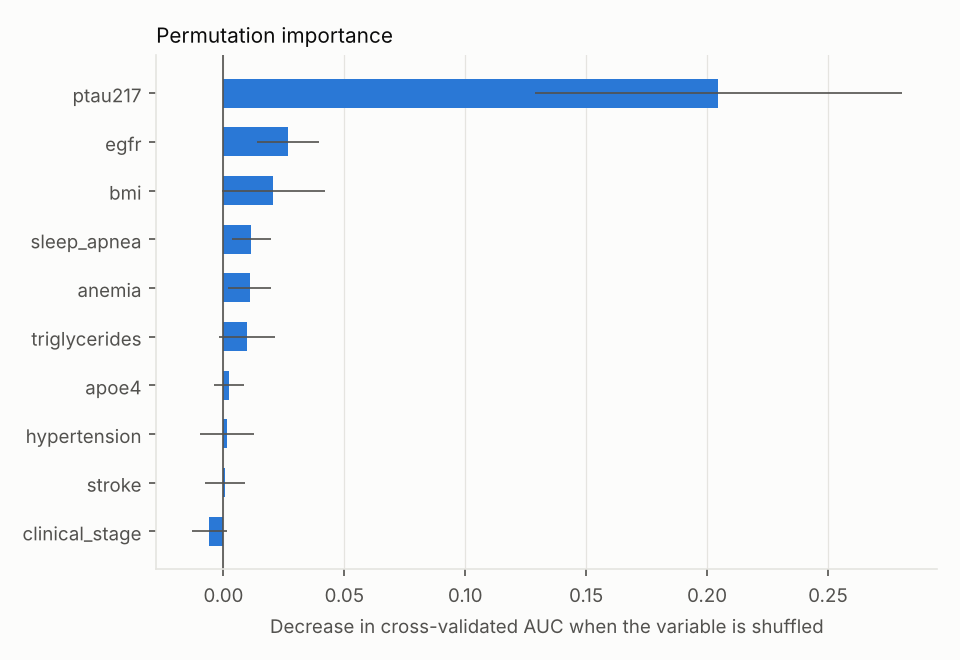 Permutation importance
ptau217
egfr
bmi
sleep_apnea
anemia
triglycerides
apoe4
hypertension
stroke
clinical_stage
0.00 0.05 0.10 0.15 0.20 0.25
Decrease in cross-validated AUC when the variable is shuffled